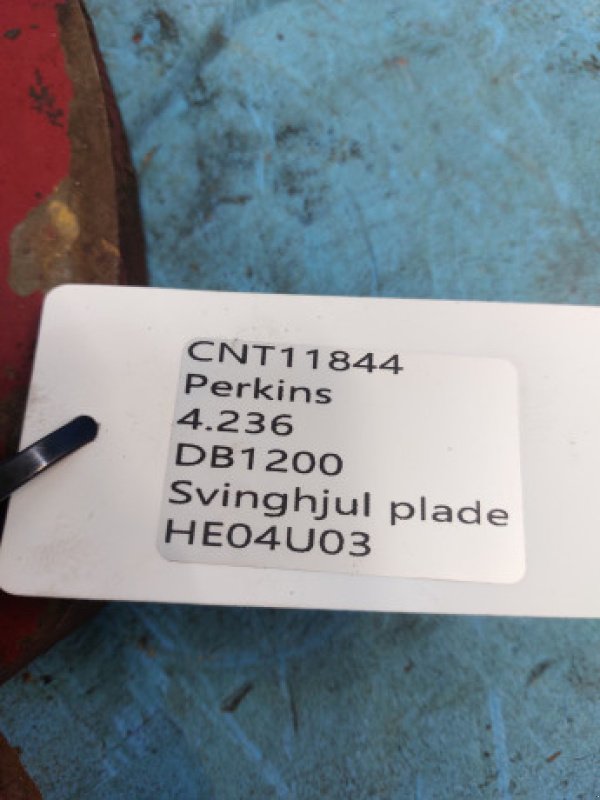 CNT11844
Perkins
4.236
DB1200
Svinghjul plade
HE04U03